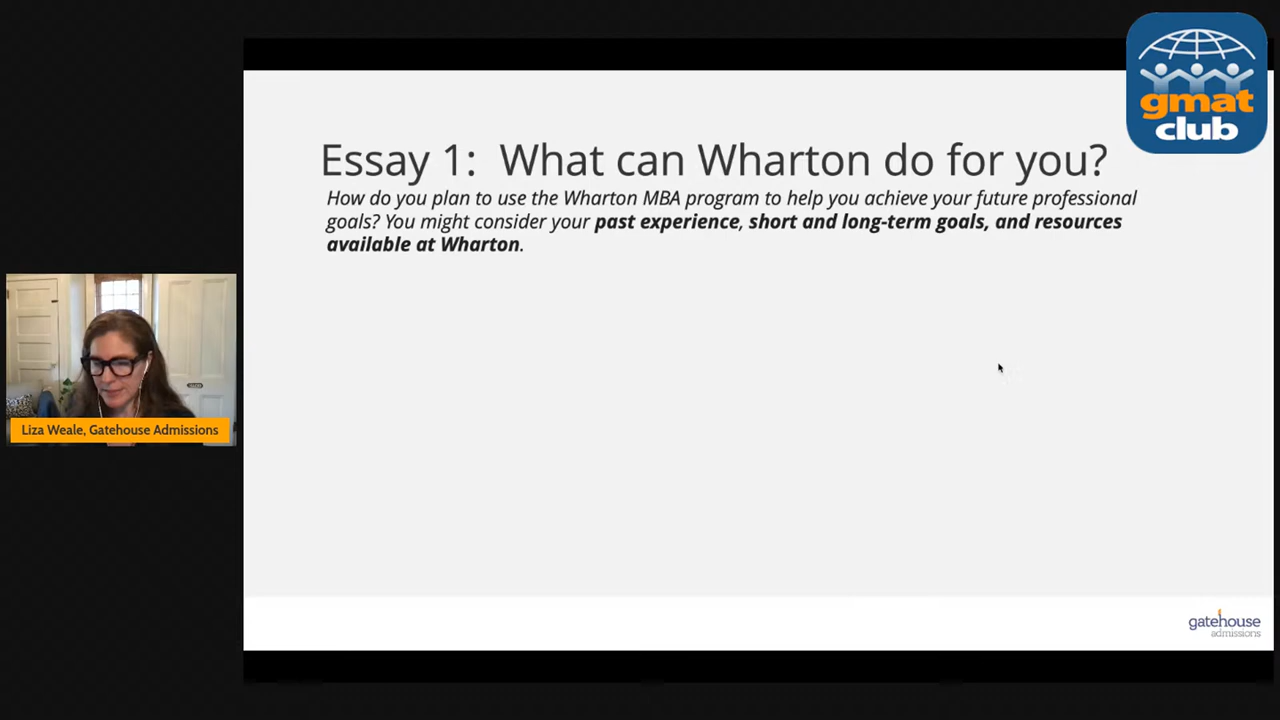 gmat
club
Essay 1: What can Wharton do for you?
How do you plan to use the Wharton MBA program to help you achieve your future professional
goals? You might consider your past experience, short and long-term goals, and resources
available at Wharton.
Liza Weale, Gatehouse Admissions
gatehouse
admissions